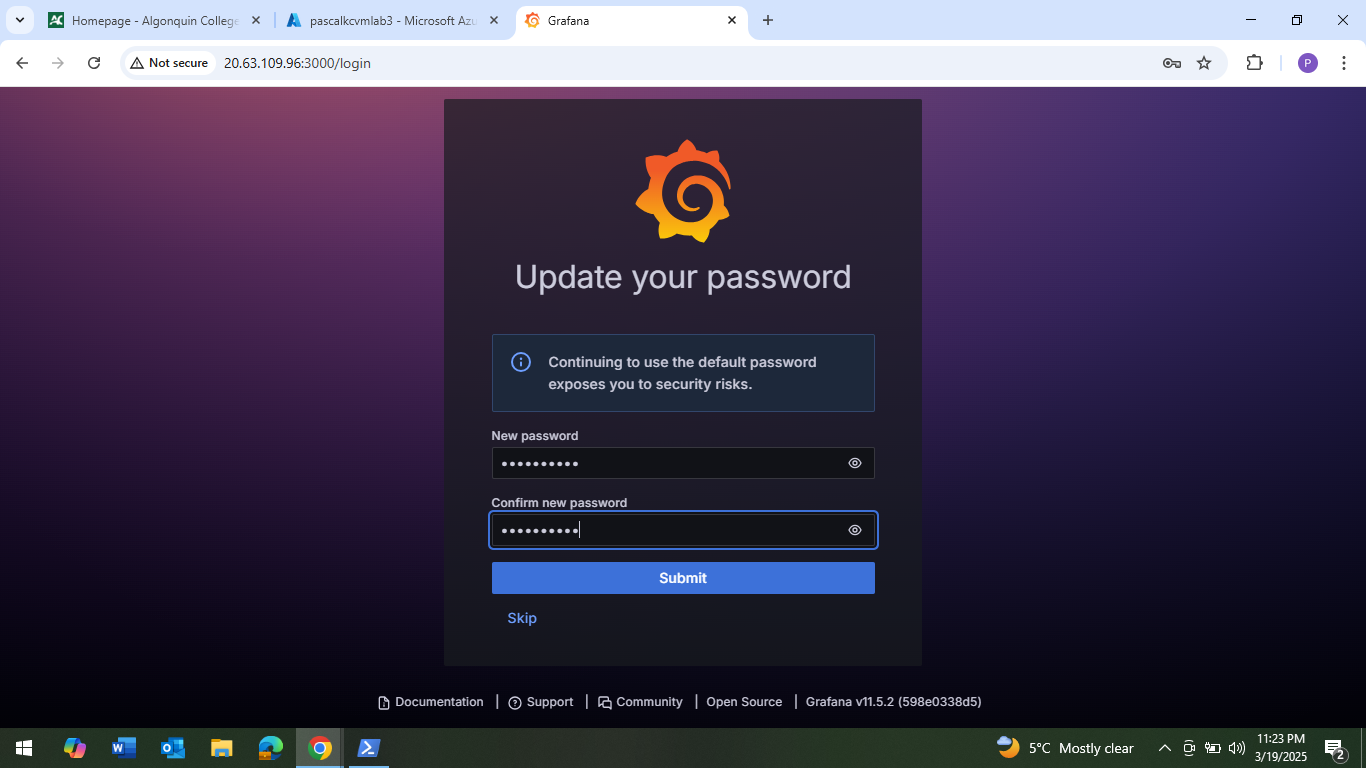 Homepage - Algonquin College
pascalkcvmlab3 - Microsoft Azu
Grafana
Not secure
20.63.109.96:3000/login
P
Update your password
Continuing to use the default password
exposes you to security risks.
New password
••••••••••
Confirm new password
••••••••••
Submit
Skip
Documentation | Support | Community | Open Source | Grafana v11.5.2 (598e0338d5)
5°C Mostly clear
11:23 PM
3/19/2025
2